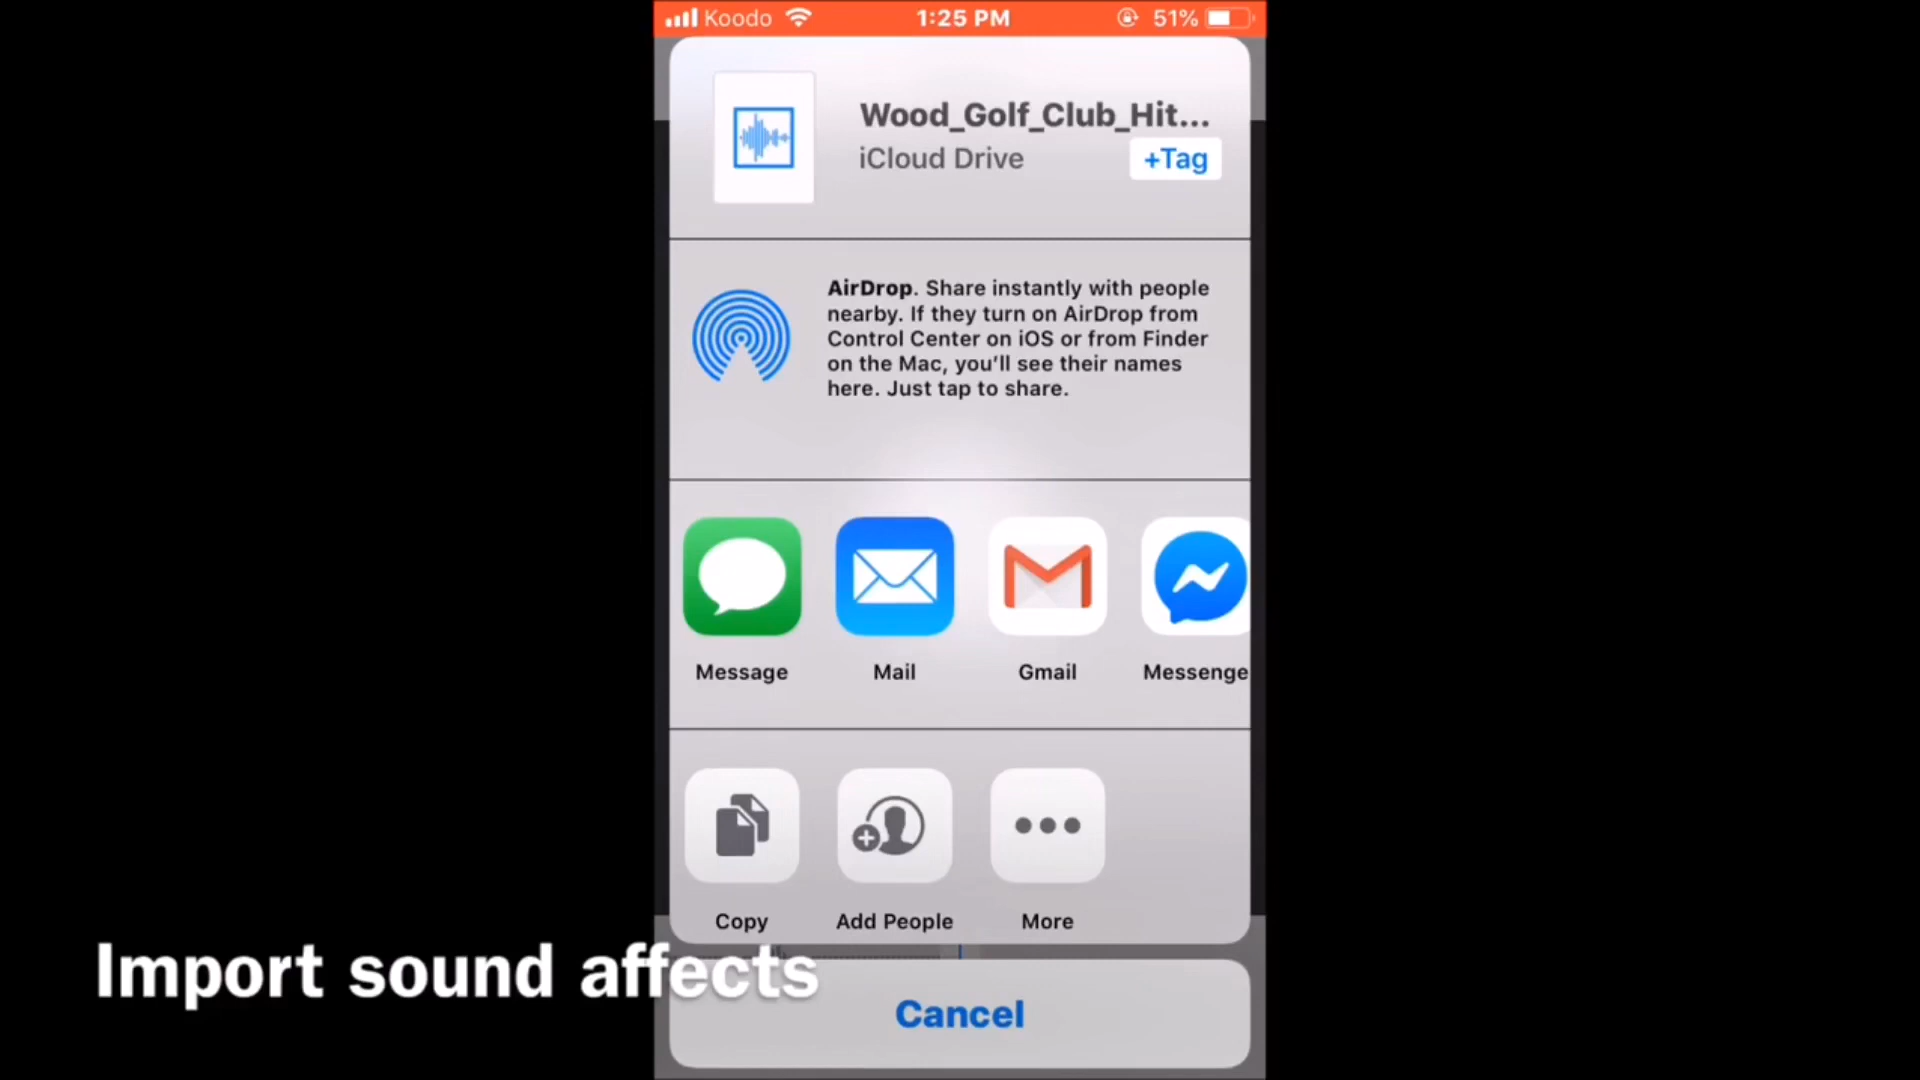 Koodo
1:25 PM
51%
Wood_Golf_Club_Hit...
iCloud Drive
+Tag
AirDrop. Share instantly with people
nearby. If they turn on AirDrop from
Control Center on iOS or from Finder
on the Mac, you'll see their names
here. Just tap to share.
Message
Mail
Gmail
Messenge
Copy
Add People
More
Import sound affects
Cancel